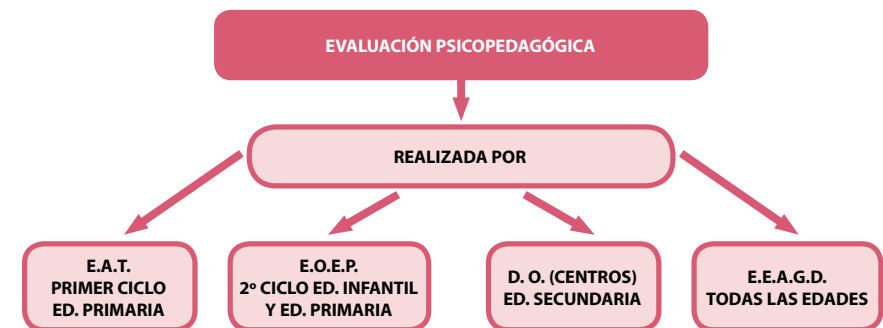 EVALUACIÓN PSICOPEDAGÓGICA
REALIZADA POR
E.A.T.
PRIMER CICLO
ED. PRIMARIA
E.O.E.P.
2º CICLO ED. INFANTIL
Y ED. PRIMARIA
D. O. (CENTROS)
ED. SECUNDARIA
E.E.A.G.D.
TODAS LAS EDADES